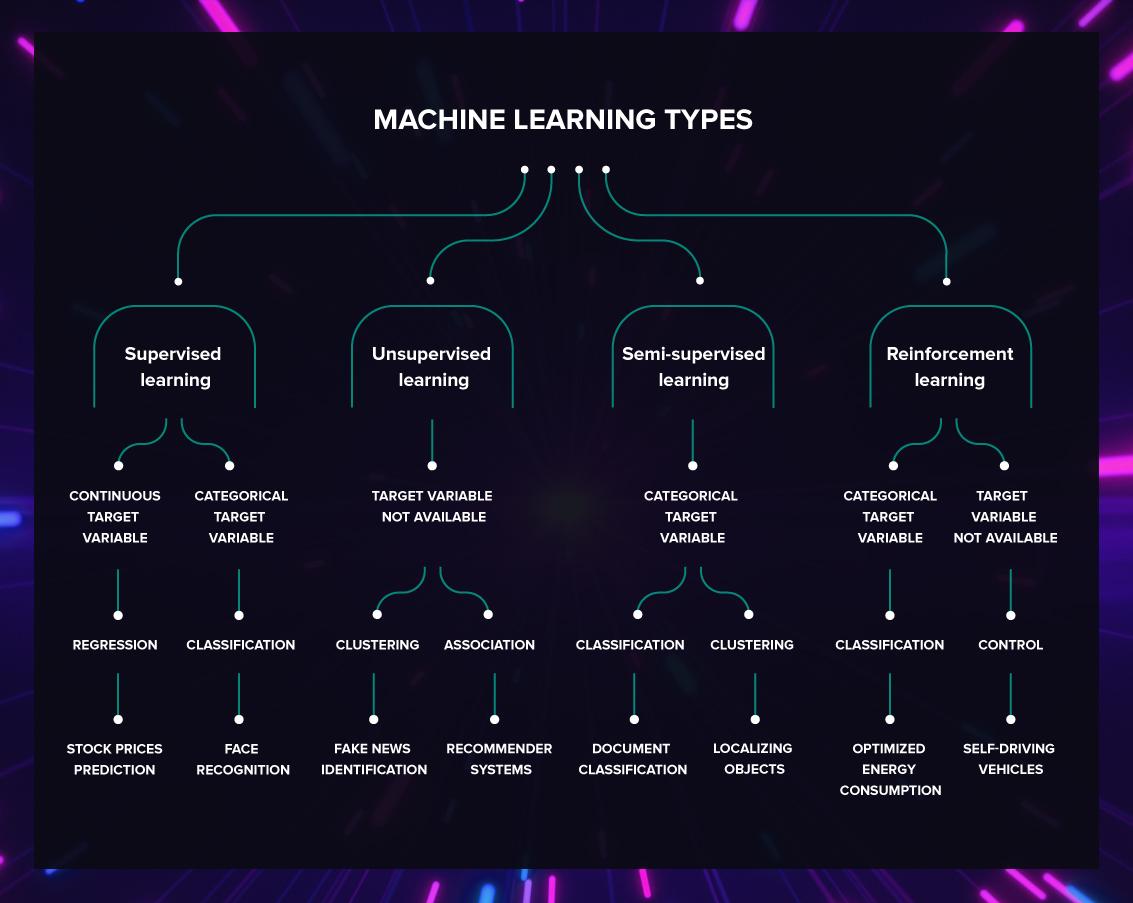 MACHINE LEARNING TYPES
Supervised
learning
Unsupervised
learning
Semi-supervised
learning
Reinforcement
learning
CONTINUOUS
TARGET
VARIABLE
CATEGORICAL
TARGET
VARIABLE
TARGET VARIABLE
NOT AVAILABLE
CATEGORICAL
TARGET
VARIABLE
CATEGORICAL
TARGET
VARIABLE
TARGET
VARIABLE
NOT AVAILABLE
REGRESSION
CLASSIFICATION
CLUSTERING
ASSOCIATION
CLASSIFICATION
CLUSTERING
CLASSIFICATION
CONTROL
STOCK PRICES
PREDICTION
FACE
RECOGNITION
FAKE NEWS
IDENTIFICATION
RECOMMENDER
SYSTEMS
DOCUMENT
CLASSIFICATION
LOCALIZING
OBJECTS
OPTIMIZED
ENERGY
CONSUMPTION
SELF-DRIVING
VEHICLES